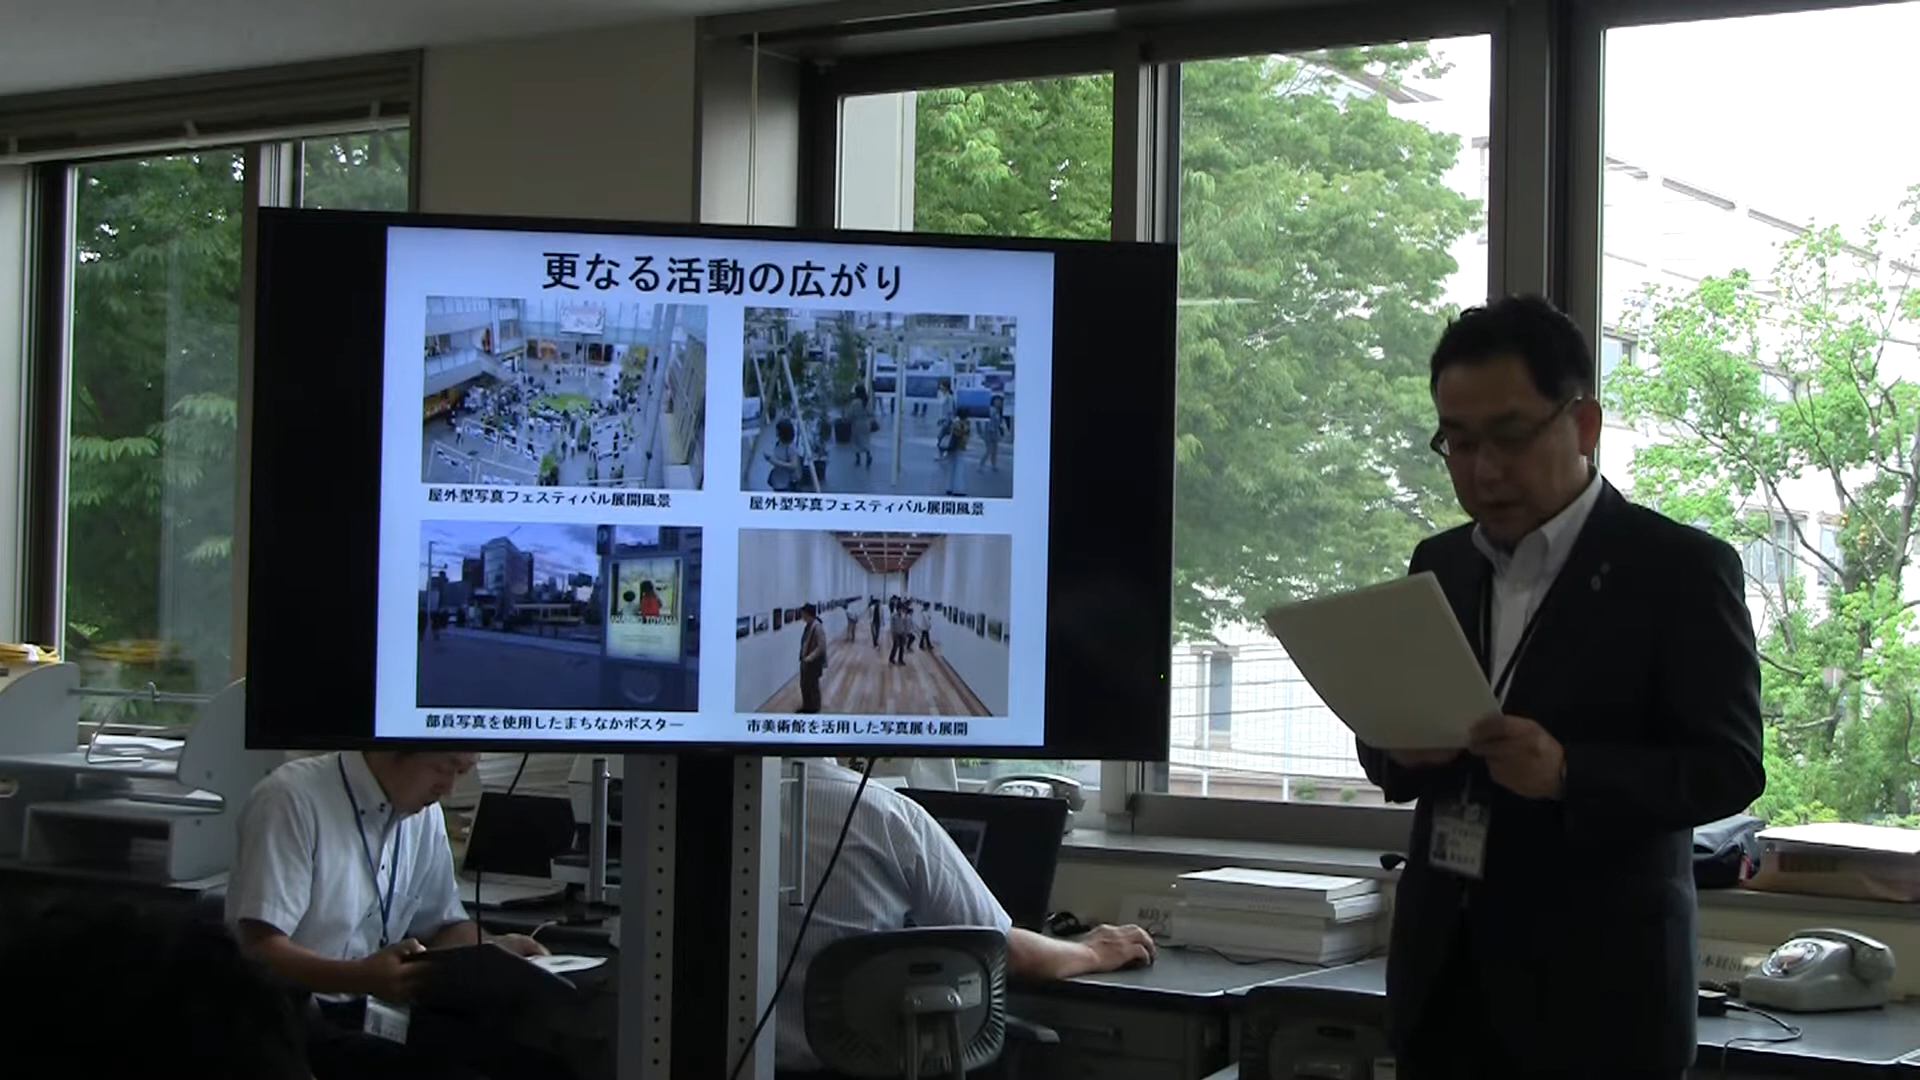 更なる活動の広がり
屋外型写真フェスティバル展開風景
屋外型写真フェスティバル展開風景
AMAZING TOYAMA
部員写真を使用したまちなかポスター
市美術館を活用した写真展も展開